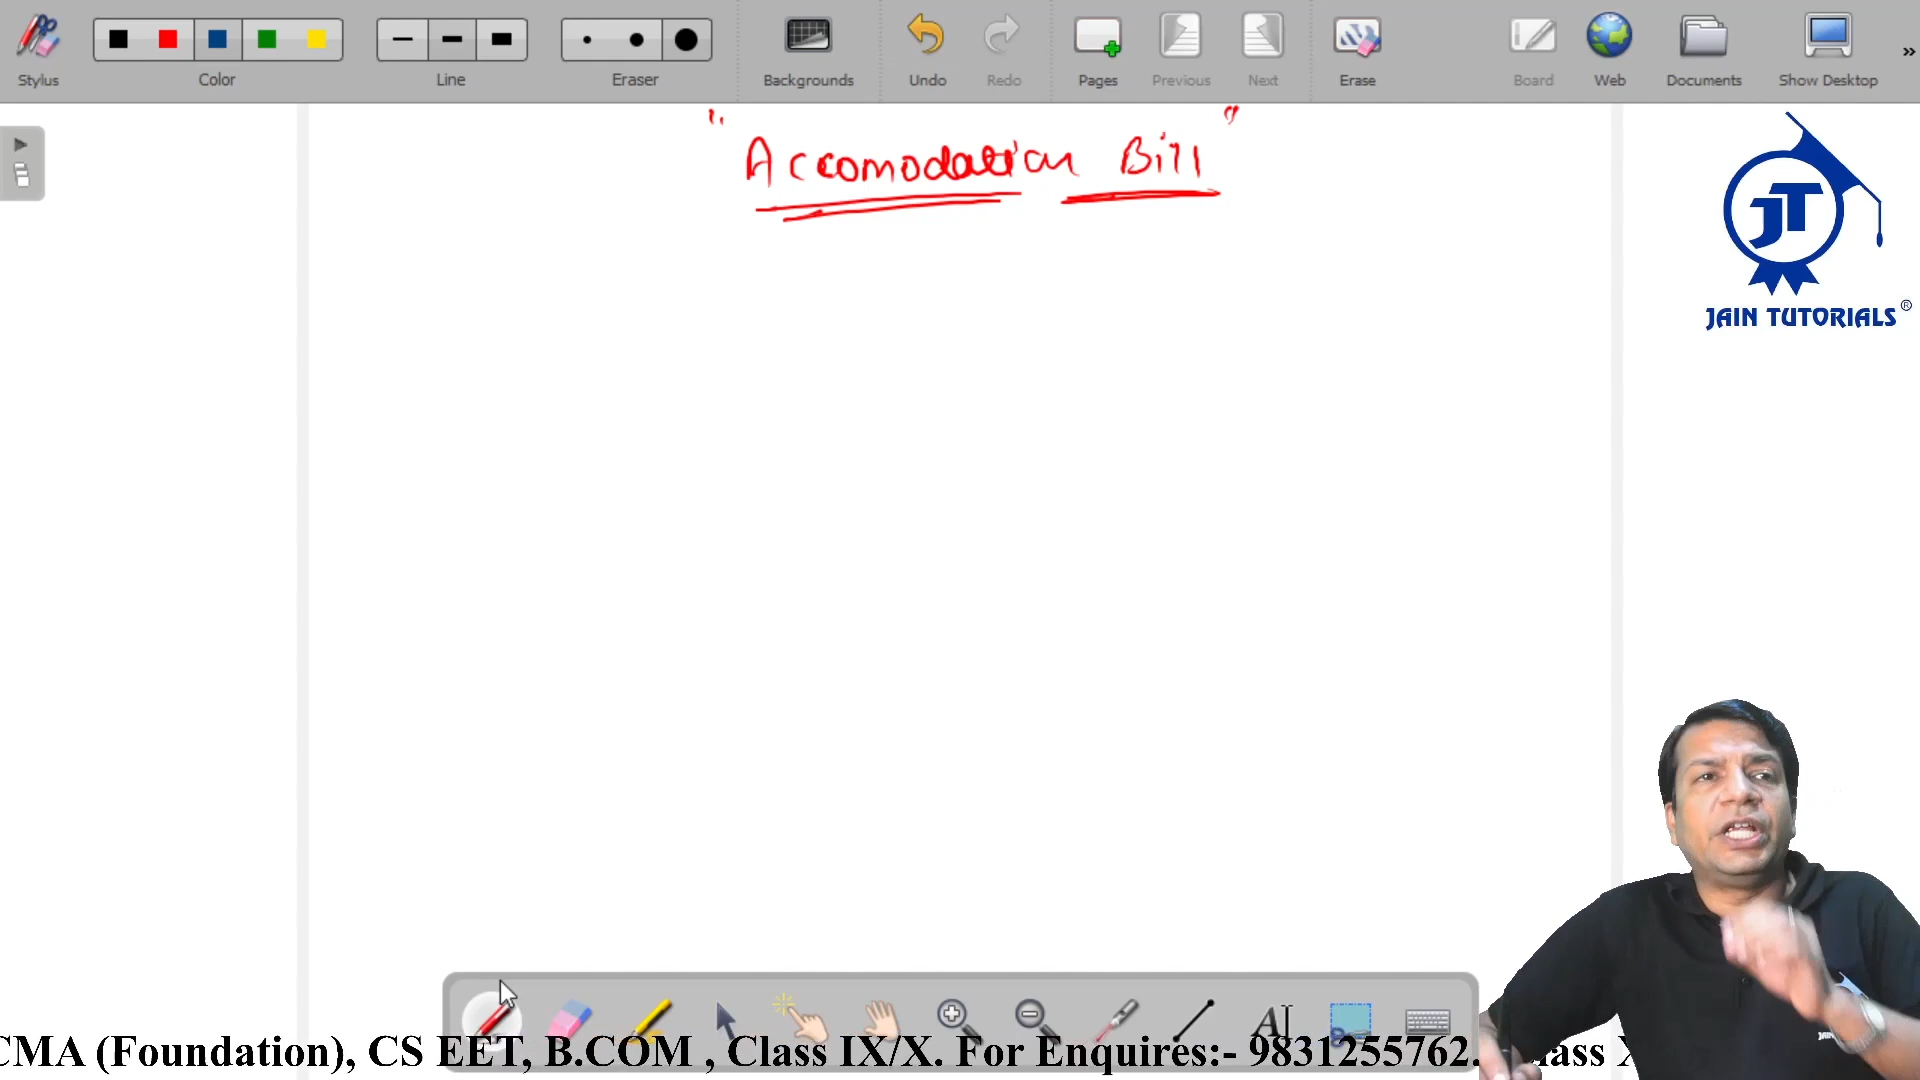 Stylus Color Line Eraser Backgrounds Undo Redo Pages Previous Next Erase Board Web Documents Show Desktop »
"Accomodation Bill"
JT
JAIN TUTORIALS®
CMA (Foundation), CS EET, B.COM , Class IX/X. For Enquires:- 9831255762.